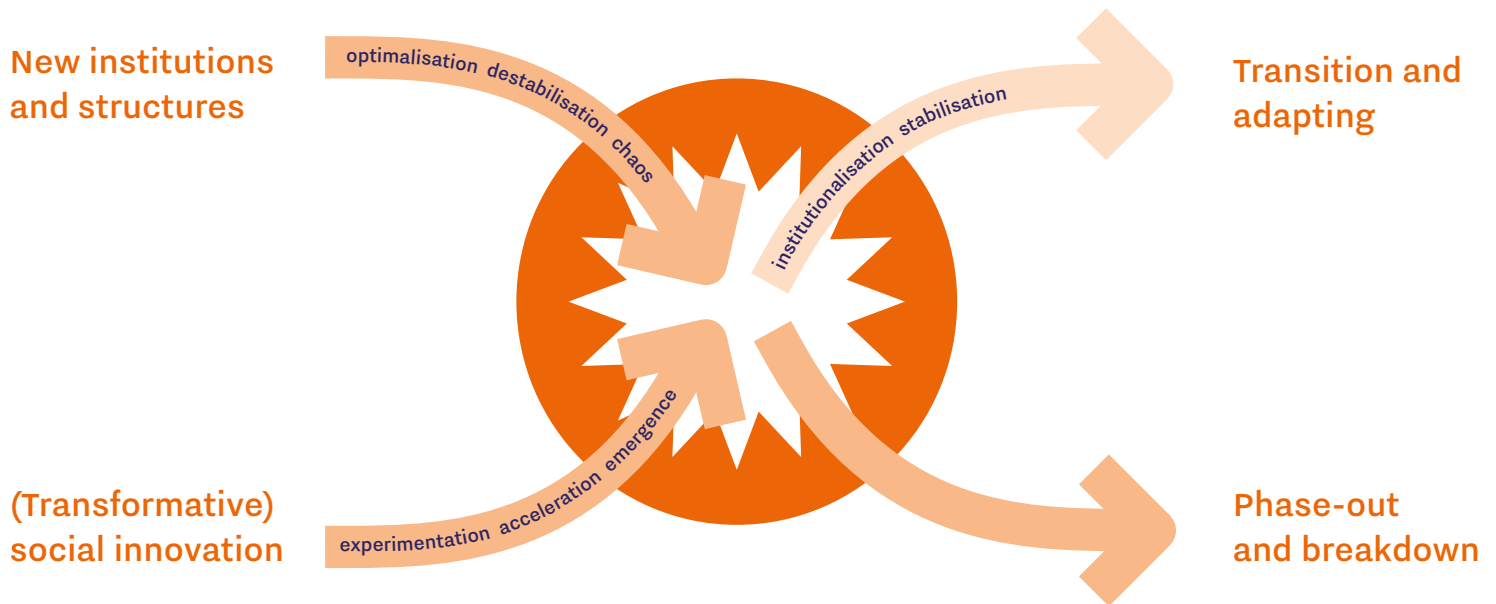 New institutions
and structures
optimalisation destabilisation chaos
institutionalisation stabilisation
Transition and
adapting
(Transformative)
social innovation
experimentation acceleration emergence
Phase-out
and breakdown